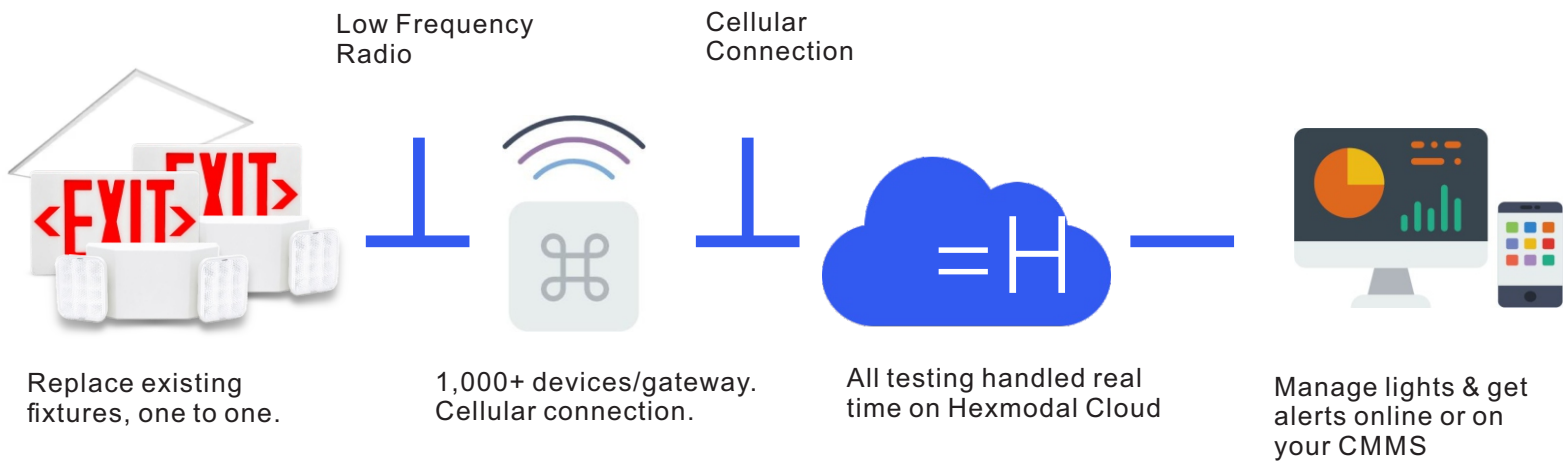 Low Frequency
Radio
Cellular
Connection
<EXIT>
EXIT>
=H
Replace existing
fixtures, one to one.
1,000+ devices/gateway.
Cellular connection.
All testing handled real
time on Hexmodal Cloud
Manage lights & get
alerts online or on
your CMMS